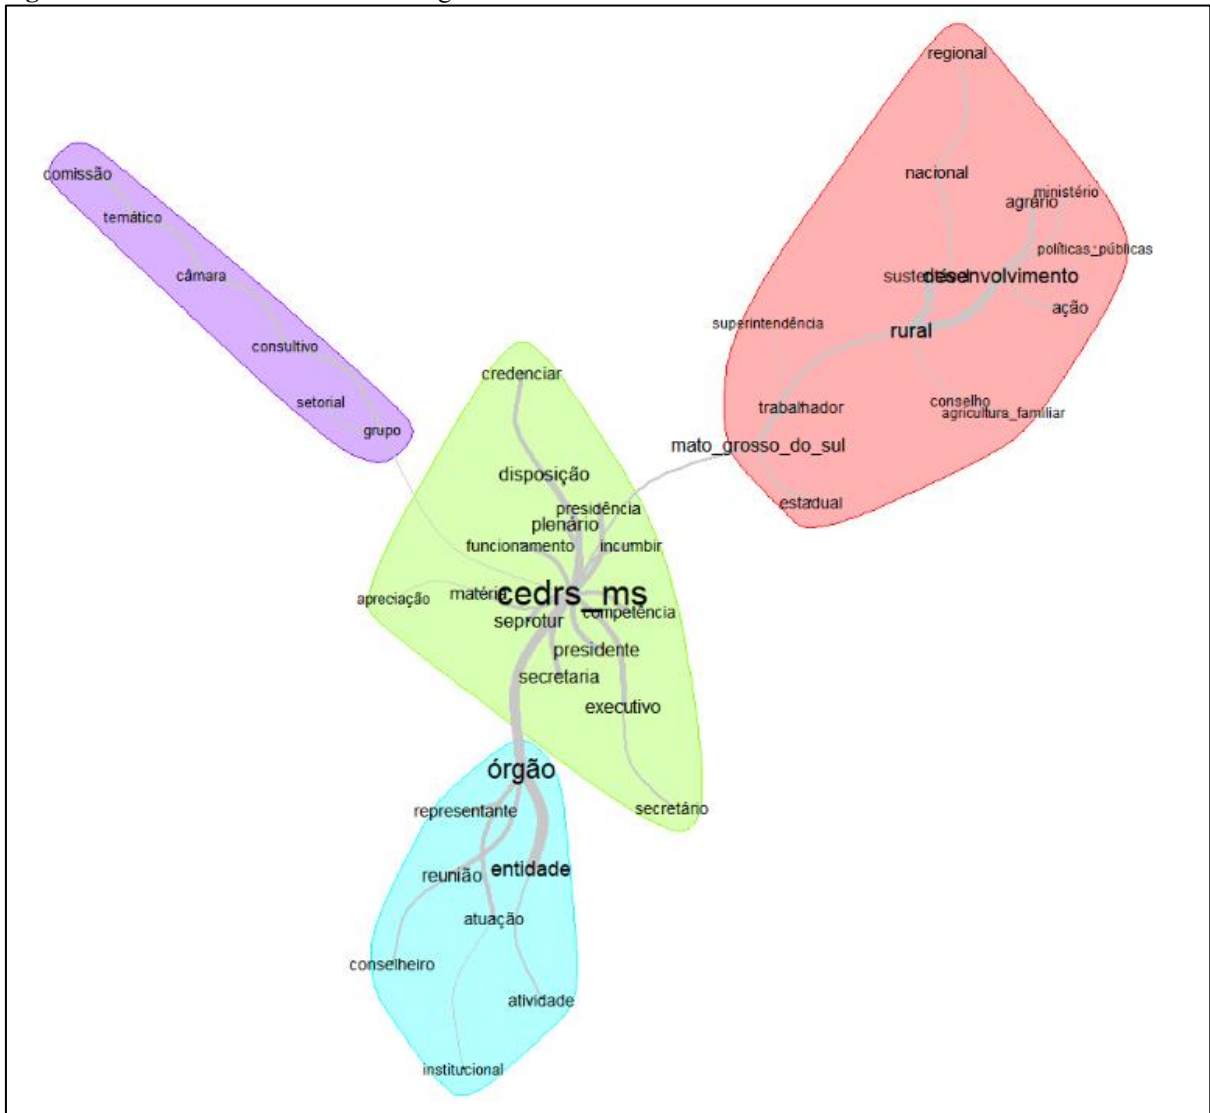 regional
comissão
nacional
ministério
agrário
temático
políticas_públicas
câmara
sustentável
desenvolvimento
ação
superintendência
rural
consultivo
credenciar
setorial
trabalhador
conselho
agricultura_familiar
grupo
mato_grosso_do_sul
disposição
estadual
presidência
plenário
funcionamento
incumbir
matéria
cedrs_ms
apreciação
competência
seprotur
presidente
secretaria
executivo
órgão
representante
secretário
reunião
entidade
atuação
conselheiro
atividade
institucional